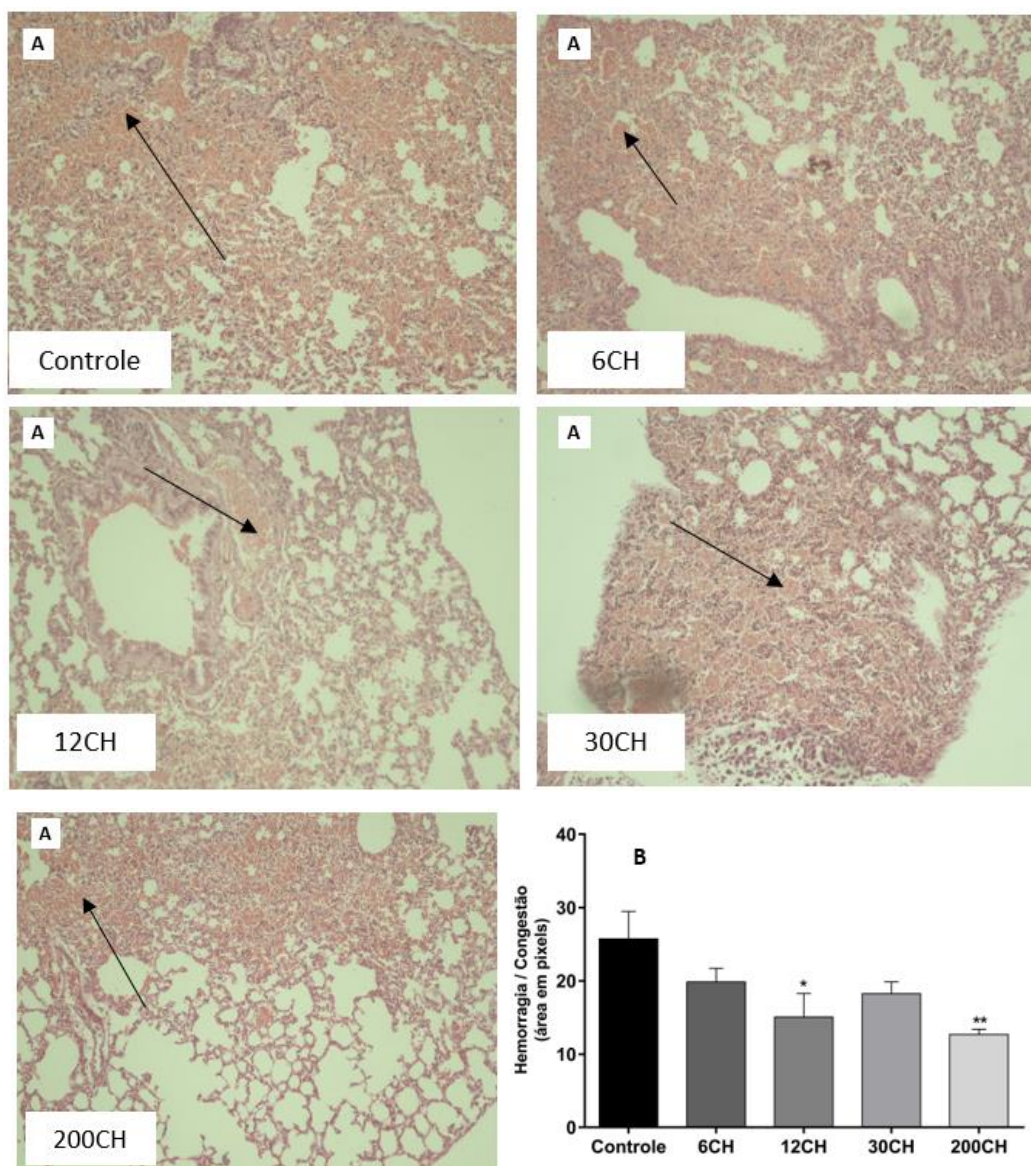 A
Controle
A
6CH
A
12CH
A
30CH
A
200CH
B
Hemorragia / Congestão
(área em pixels)
40
30
20
10
0
*
**
Controle 6CH 12CH 30CH 200CH